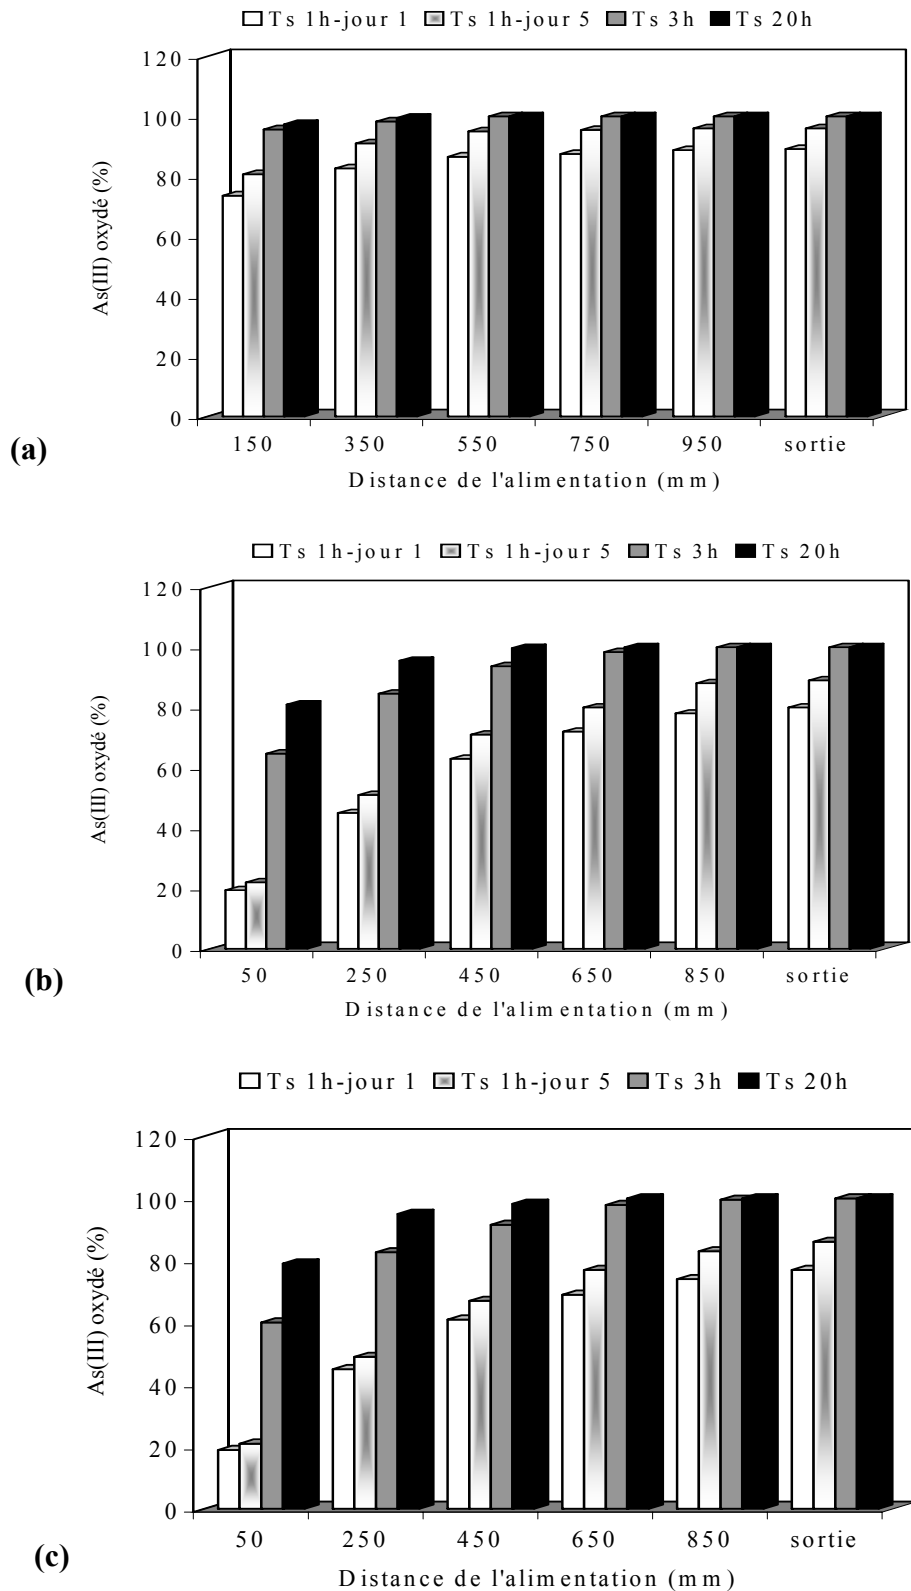 Ts 1h-jour 1 Ts 1h-jour 5 Ts 3h Ts 20h
120
100
80
60
40
20
0
As(III) oxydé (%)
150 350 550 750 950 sortie
Distance de l'alimentation (mm)
(a)
Ts 1h-jour 1 Ts 1h-jour 5 Ts 3h Ts 20h
120
100
80
60
40
20
0
As(III) oxydé (%)
50 250 450 650 850 sortie
Distance de l'alimentation (mm)
(b)
Ts 1h-jour 1 Ts 1h-jour 5 Ts 3h Ts 20h
120
100
80
60
40
20
0
As(III) oxydé (%)
50 250 450 650 850 sortie
Distance de l'alimentation (mm)
(c)